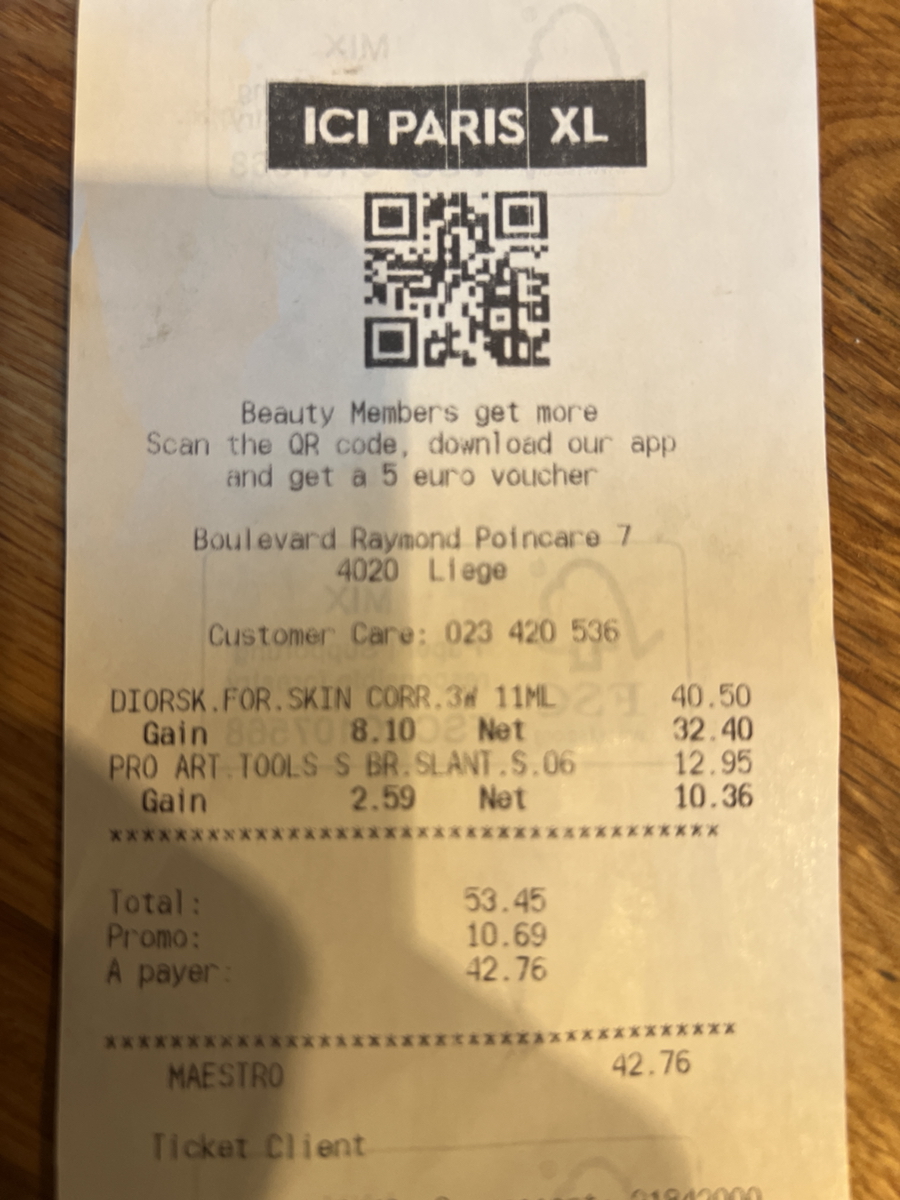 ICI PARIS XL
Beauty Members get more
Scan the QR code, download our app
and get a 5 euro voucher
Boulevard Raymond Poincare 7
4020 Liege
Customer Care: 023 420 536
DIORSK.FOR.SKIN CORR.3W 11ML 40.50
Gain 8.10 Net 32.40
PRO ART.TOOLS S BR.SLANT.S.06 12.95
Gain 2.59 Net 10.36
***************************************
Total: 53.45
Promo: 10.69
A payer: 42.76
***************************************
MAESTRO 42.76
Ticket Client